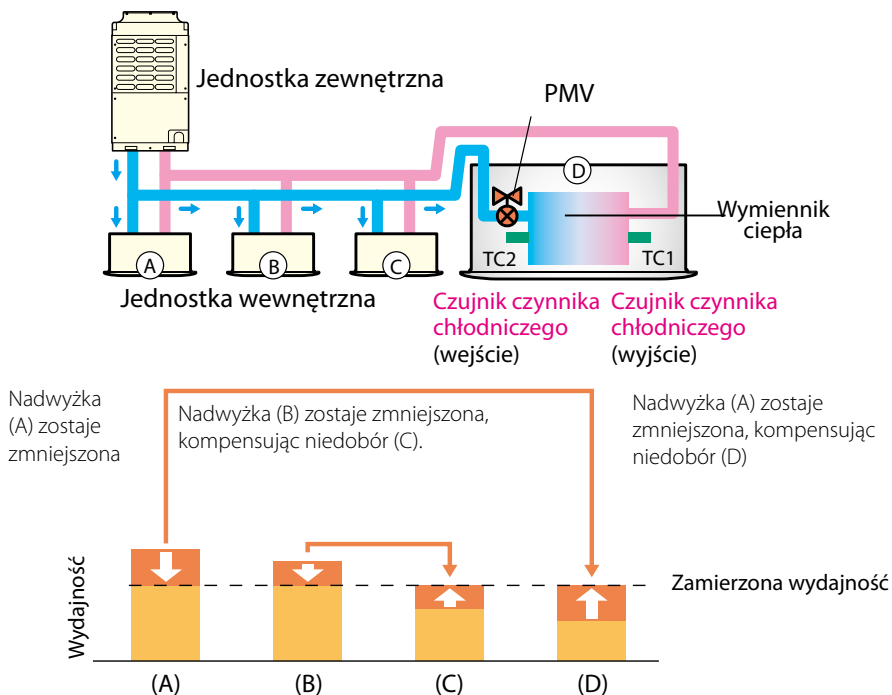 Jednostka zewnętrzna
PMV
D
Wymiennik
ciepła
A
B
C
TC2
TC1
Jednostka wewnętrzna
Czujnik czynnika
chłodniczego
(wejście)
Czujnik czynnika
chłodniczego
(wyjście)
Nadwyżka
(A) zostaje
zmniejszona
Nadwyżka (B) zostaje zmniejszona,
kompensując niedobór (C).
Nadwyżka (A) zostaje
zmniejszona, kompensując
niedobór (D)
Wydajność
Zamierzona wydajność
(A)
(B)
(C)
(D)